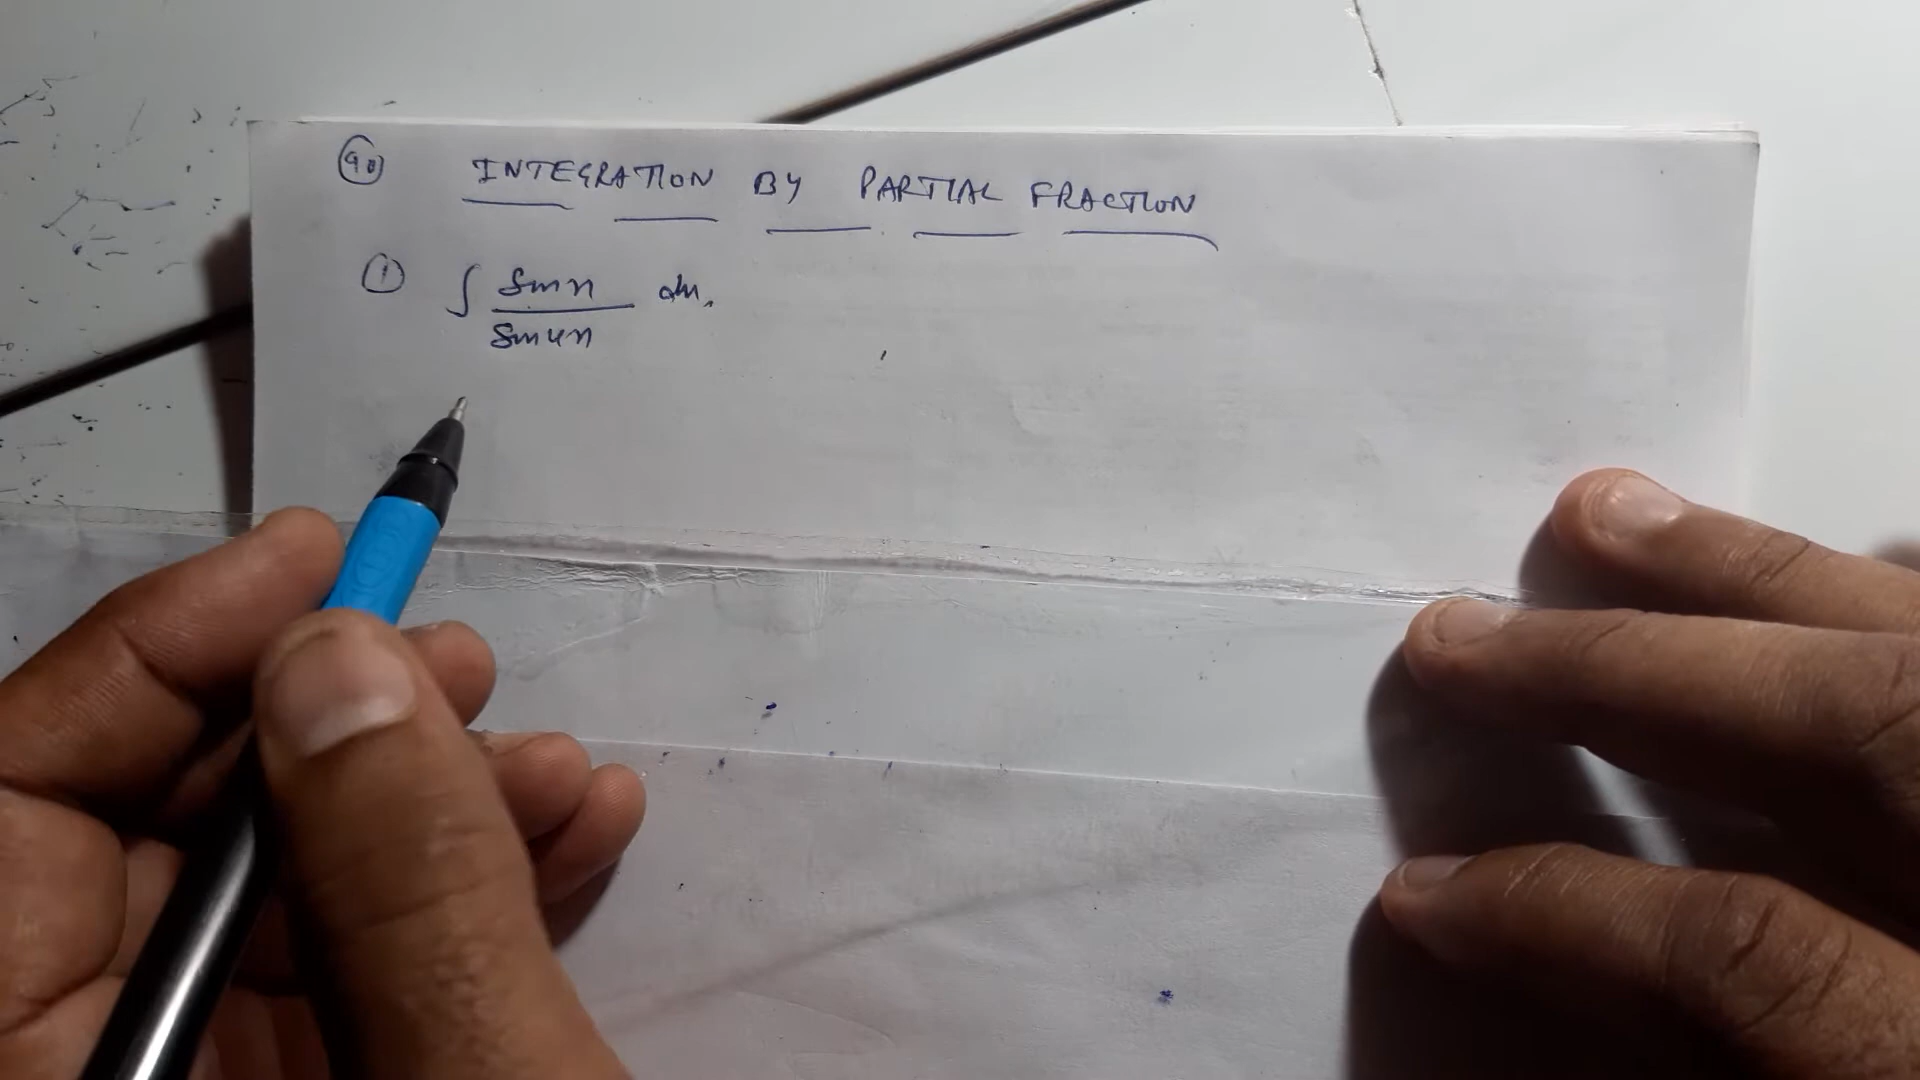 90 INTEGRATION BY PARTIAL FRACTION
1 ∫ Sinx / Sin4x dx.